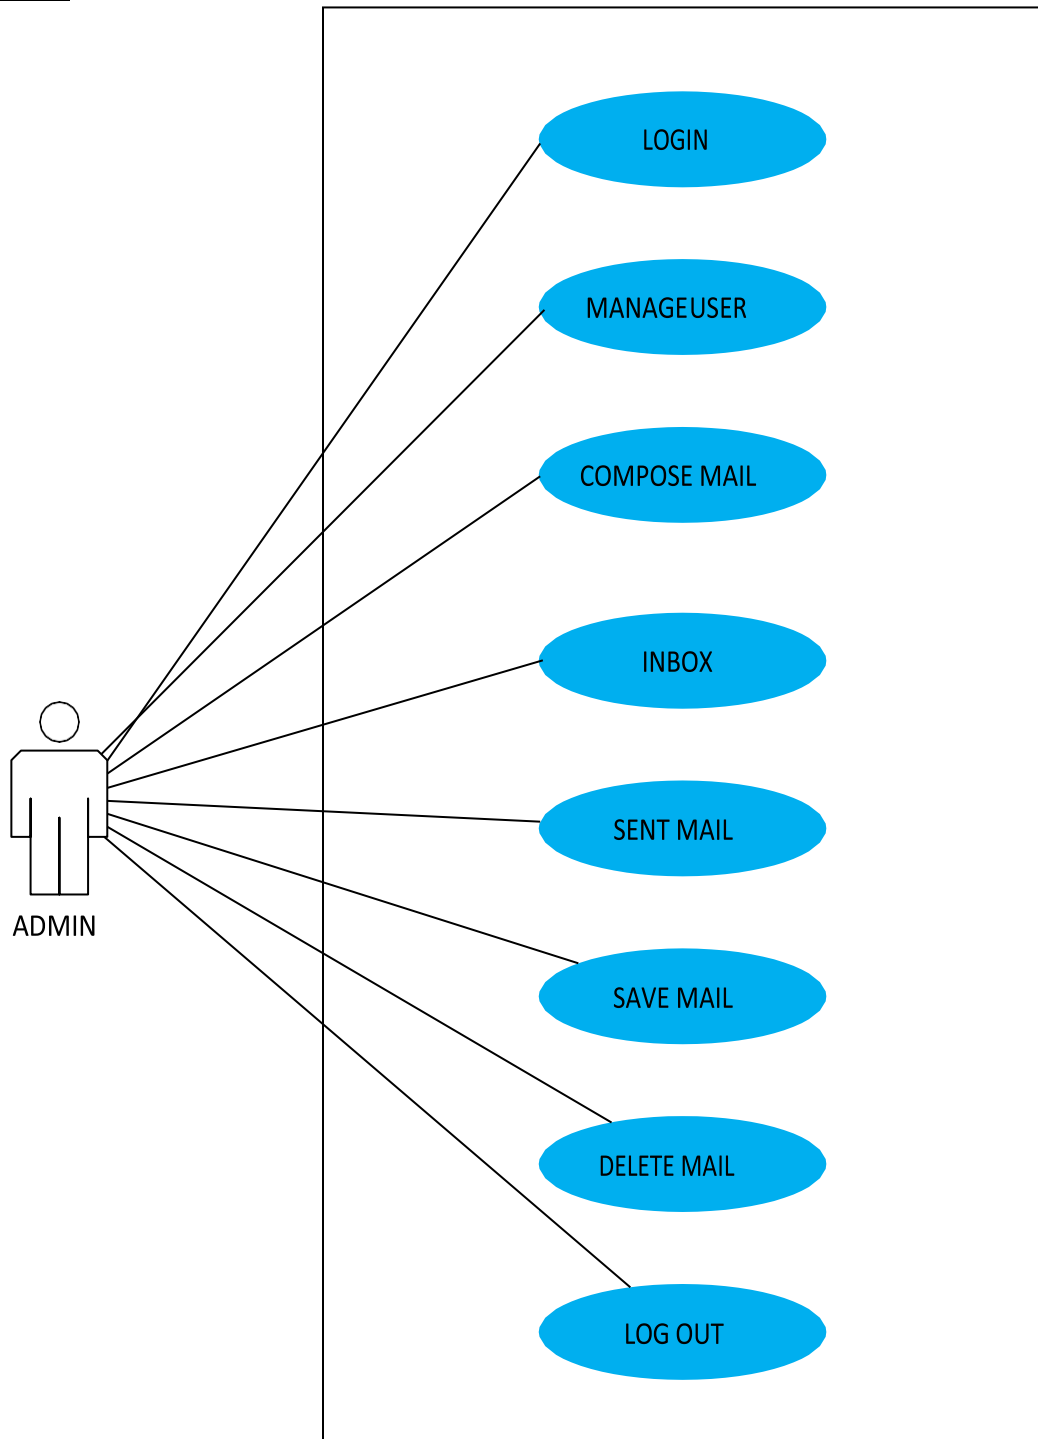 LOGIN
MANAGEUSER
COMPOSE MAIL
INBOX
SENT MAIL
ADMIN
SAVE MAIL
DELETE MAIL
LOG OUT